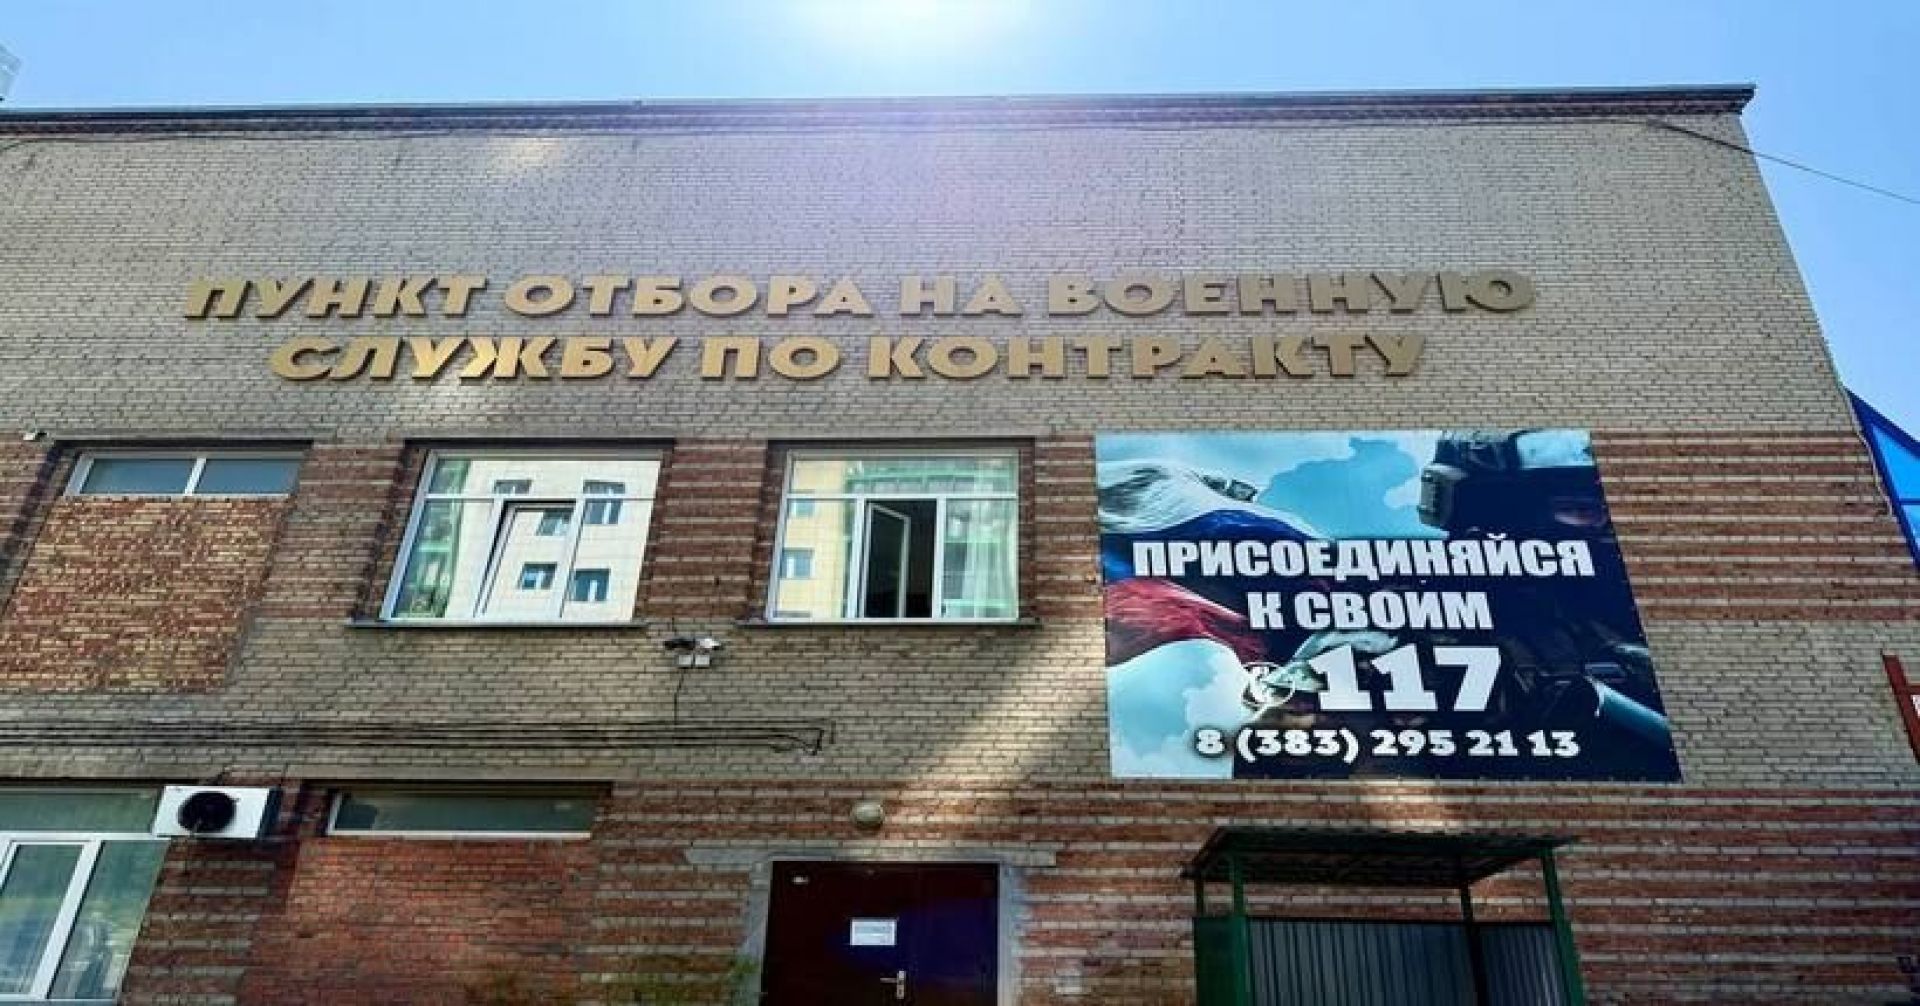 ПУНКТ ОТБОРА НА ВОЕННУЮ
СЛУЖБУ ПО КОНТРАКТУ
ПРИСОЕДИНЯЙСЯ
К СВОИМ
117
8 (383) 295 21 13